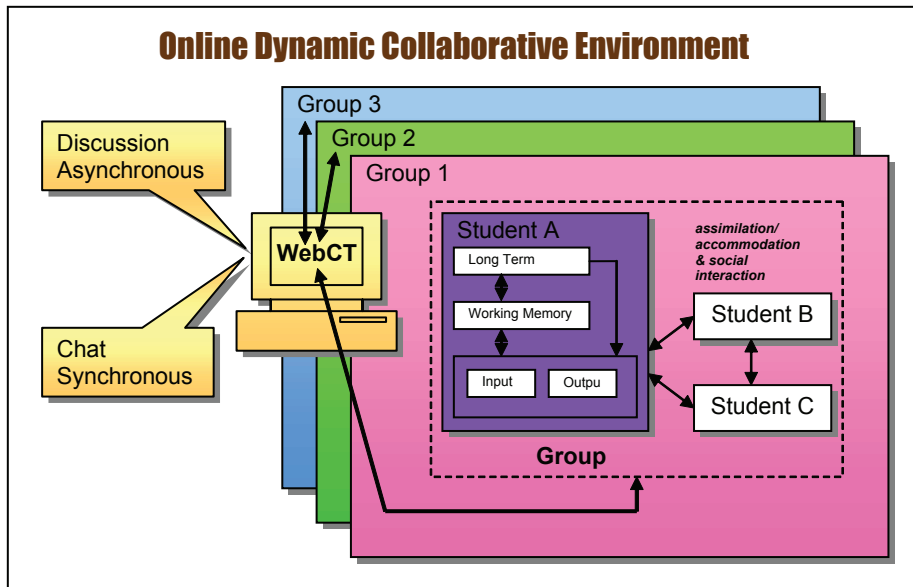 Online Dynamic Collaborative Environment
Discussion
Asynchronous
Chat
Synchronous
WebCT
Group 3
Group 2
Group 1
Student A
Long Term
Working Memory
Input
Outpu
assimilation/
accommodation
& social
interaction
Student B
Student C
Group